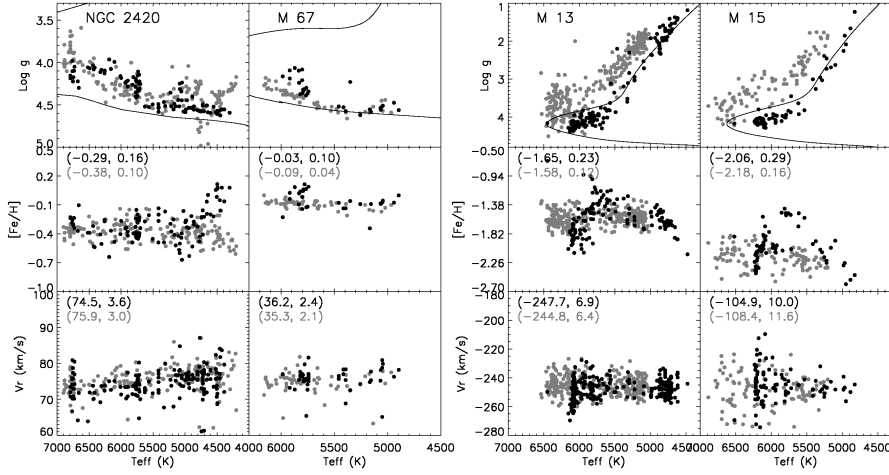 NGC 2420
M 67
M 13
M 15
3.5
4.0
4.5
5.0
Log g
1
2
3
4
Log g
0.5
0.2
-0.1
-0.4
-0.7
-1.0
[Fe/H]
(-0.29, 0.16)
(-0.38, 0.10)
(-0.03, 0.10)
(-0.09, 0.04)
-0.50
-0.94
-1.38
-1.82
-2.26
-2.70
[Fe/H]
(-1.65, 0.23)
(-1.58, 0.12)
(-2.06, 0.29)
(-2.18, 0.16)
100
90
80
70
60
Vr (km/s)
(74.5, 3.6)
(75.9, 3.0)
(36.2, 2.4)
(35.3, 2.1)
-180
-200
-220
-240
-260
-280
Vr (km/s)
(-247.7, 6.9)
(-244.8, 6.4)
(-104.9, 10.0)
(-108.4, 11.6)
7000 6500 6000 5500 5000 4500 4000
6500 6000 5500 5000 4500
7000 6500 6000 5500 5000
6500 6000 5500 5000 4500
Teff (K)
Teff (K)
Teff (K)
Teff (K)